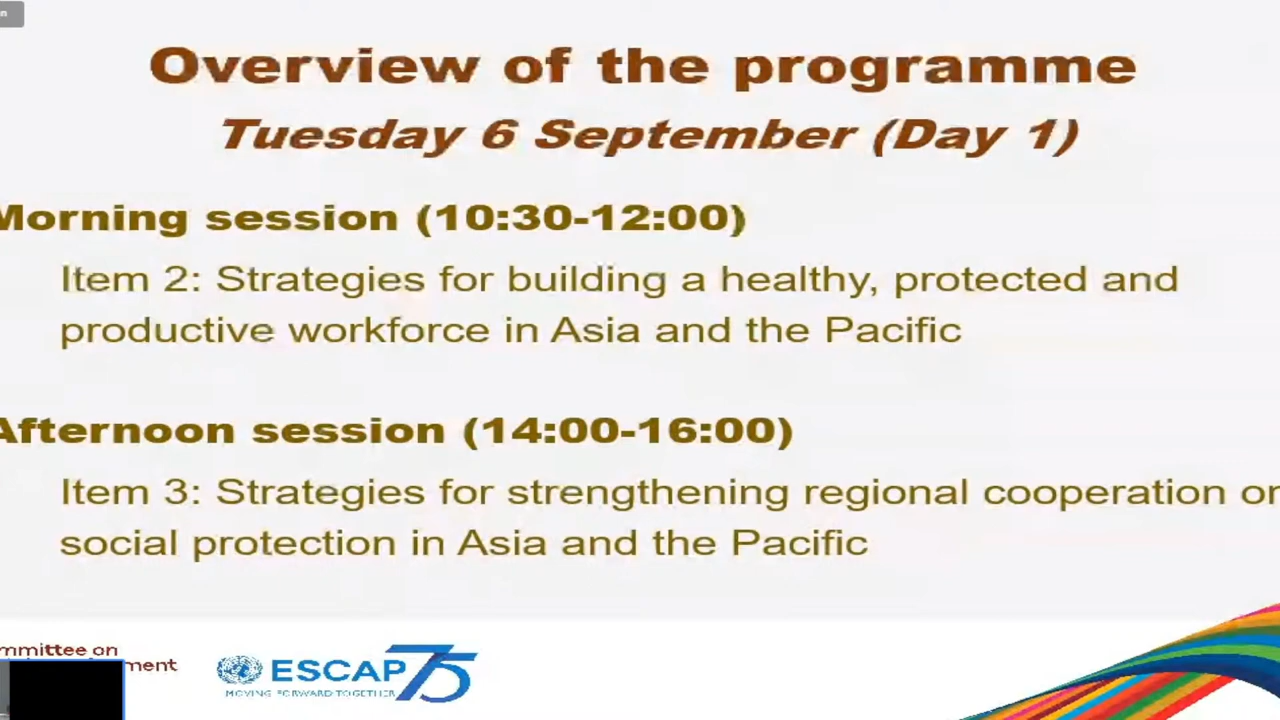 Overview of the programme
Tuesday 6 September (Day 1)
Morning session (10:30-12:00)
Item 2: Strategies for building a healthy, protected and
productive workforce in Asia and the Pacific
Afternoon session (14:00-16:00)
Item 3: Strategies for strengthening regional cooperation
social protection in Asia and the Pacific
mmittee on
ment
ESCAP 75
MOVING FORWARD TOGETHER